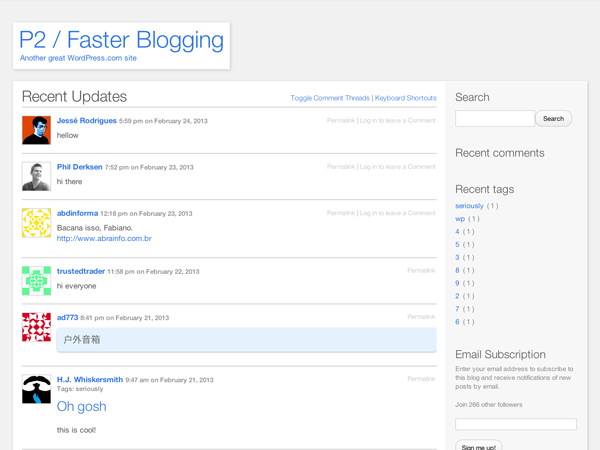 P2 / Faster Blogging
Another great WordPress.com site
Recent Updates
Toggle Comment Threads | Keyboard Shortcuts
Jessé Rodrigues 5:59 pm on February 24, 2013
Permalink | Log in to leave a Comment
hellow
Phil Derksen 7:52 pm on February 23, 2013
Permalink | Log in to leave a Comment
hi there
abdinforma 12:18 pm on February 23, 2013
Permalink | Log in to leave a Comment
Bacana isso, Fabiano.
http://www.abrainfo.com.br
trustedtrader 11:58 pm on February 22, 2013
Permalink
hi everyone
ad773 8:41 pm on February 21, 2013
Permalink
户外音箱
H.J. Whiskersmith 9:47 am on February 21, 2013
Permalink
Tags: seriously
Oh gosh
this is cool!
Search
Search
Recent comments
Recent tags
seriously ( 1 )
wp ( 1 )
4 ( 1 )
5 ( 1 )
3 ( 1 )
8 ( 1 )
9 ( 1 )
2 ( 1 )
7 ( 1 )
6 ( 1 )
Email Subscription
Enter your email address to subscribe to
this blog and receive notifications of new
posts by email.
Join 266 other followers
Sign me up!